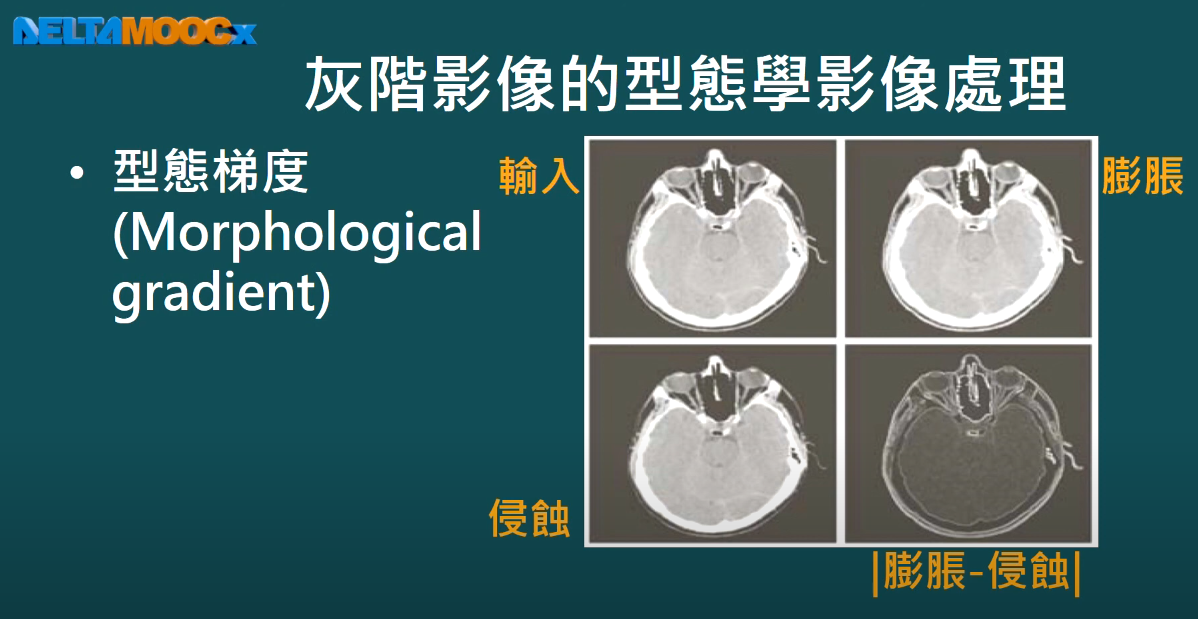 DELTAMOOCx
灰階影像的型態學影像處理
• 型態梯度
(Morphological
gradient)
輸入
膨脹
侵蝕
|膨脹-侵蝕|